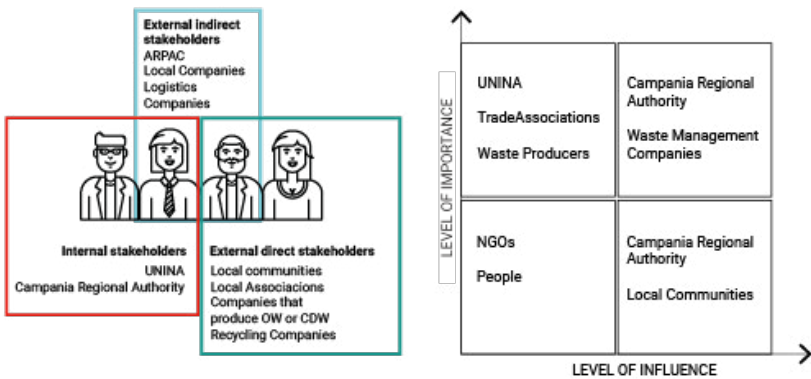 External indirect
stakeholders
ARPAC
Local Companies
Logistics
Companies
Internal stakeholders
UNINA
Campania Regional Authority
External direct stakeholders
Local communities
Local Associacions
Companies that
produce OW or CDW
Recycling Companies
LEVEL OF IMPORTANCE
UNINA
TradeAssociations
Waste Producers
Campania Regional
Authority
Waste Management
Companies
NGOs
People
Campania Regional
Authority
Local Communities
LEVEL OF INFLUENCE